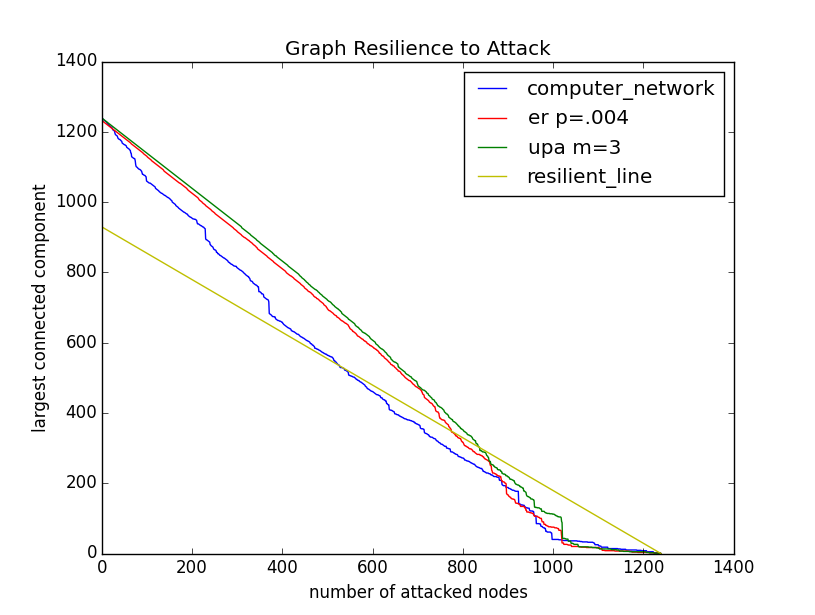 Graph Resilience to Attack
1400
1200
1000
800
600
400
200
0
largest connected component
computer_network
er p=.004
upa m=3
resilient_line
0 200 400 600 800 1000 1200 1400
number of attacked nodes